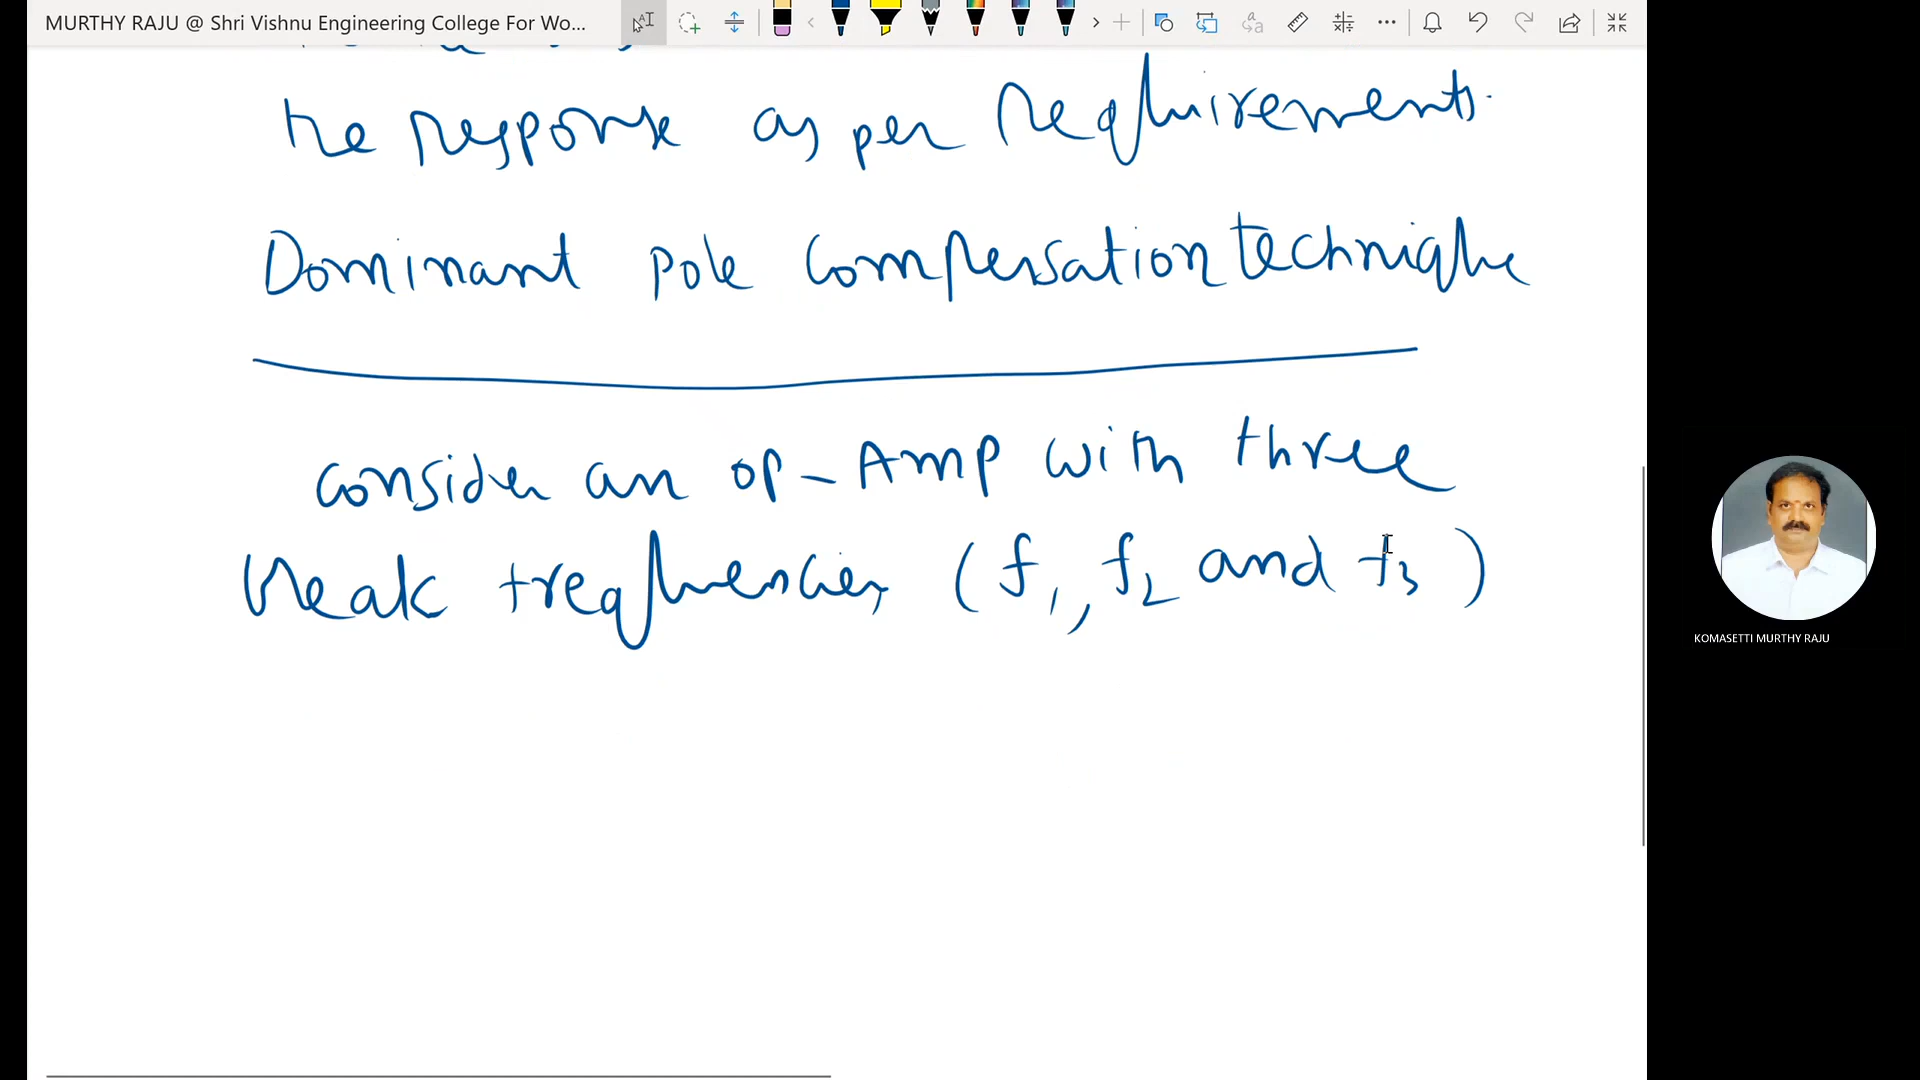 MURTHY RAJU @ Shri Vishnu Engineering College For Wo...
the response as per requirements.
Dominant pole compensation technique
consider an op-Amp with three
break frequencies (f1, f2 and f3)
KOMASETTI MURTHY RAJU